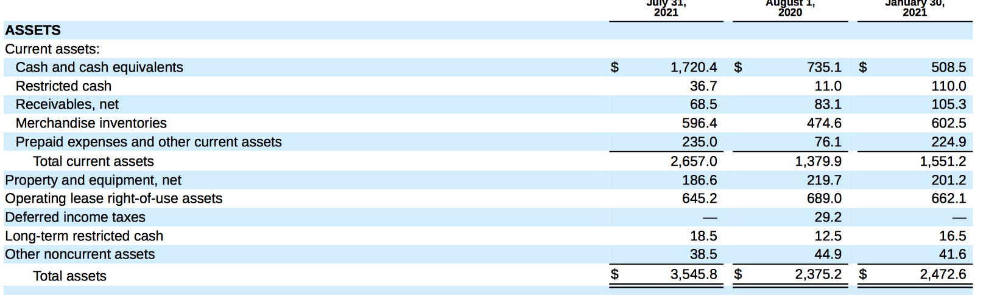 July 31, August 1, January 30,
2021 2020 2021
ASSETS
Current assets:
Cash and cash equivalents $ 1,720.4 $ 735.1 $ 508.5
Restricted cash 36.7 11.0 110.0
Receivables, net 68.5 83.1 105.3
Merchandise inventories 596.4 474.6 602.5
Prepaid expenses and other current assets 235.0 76.1 224.9
Total current assets 2,657.0 1,379.9 1,551.2
Property and equipment, net 186.6 219.7 201.2
Operating lease right-of-use assets 645.2 689.0 662.1
Deferred income taxes — 29.2 —
Long-term restricted cash 18.5 12.5 16.5
Other noncurrent assets 38.5 44.9 41.6
Total assets $ 3,545.8 $ 2,375.2 $ 2,472.6